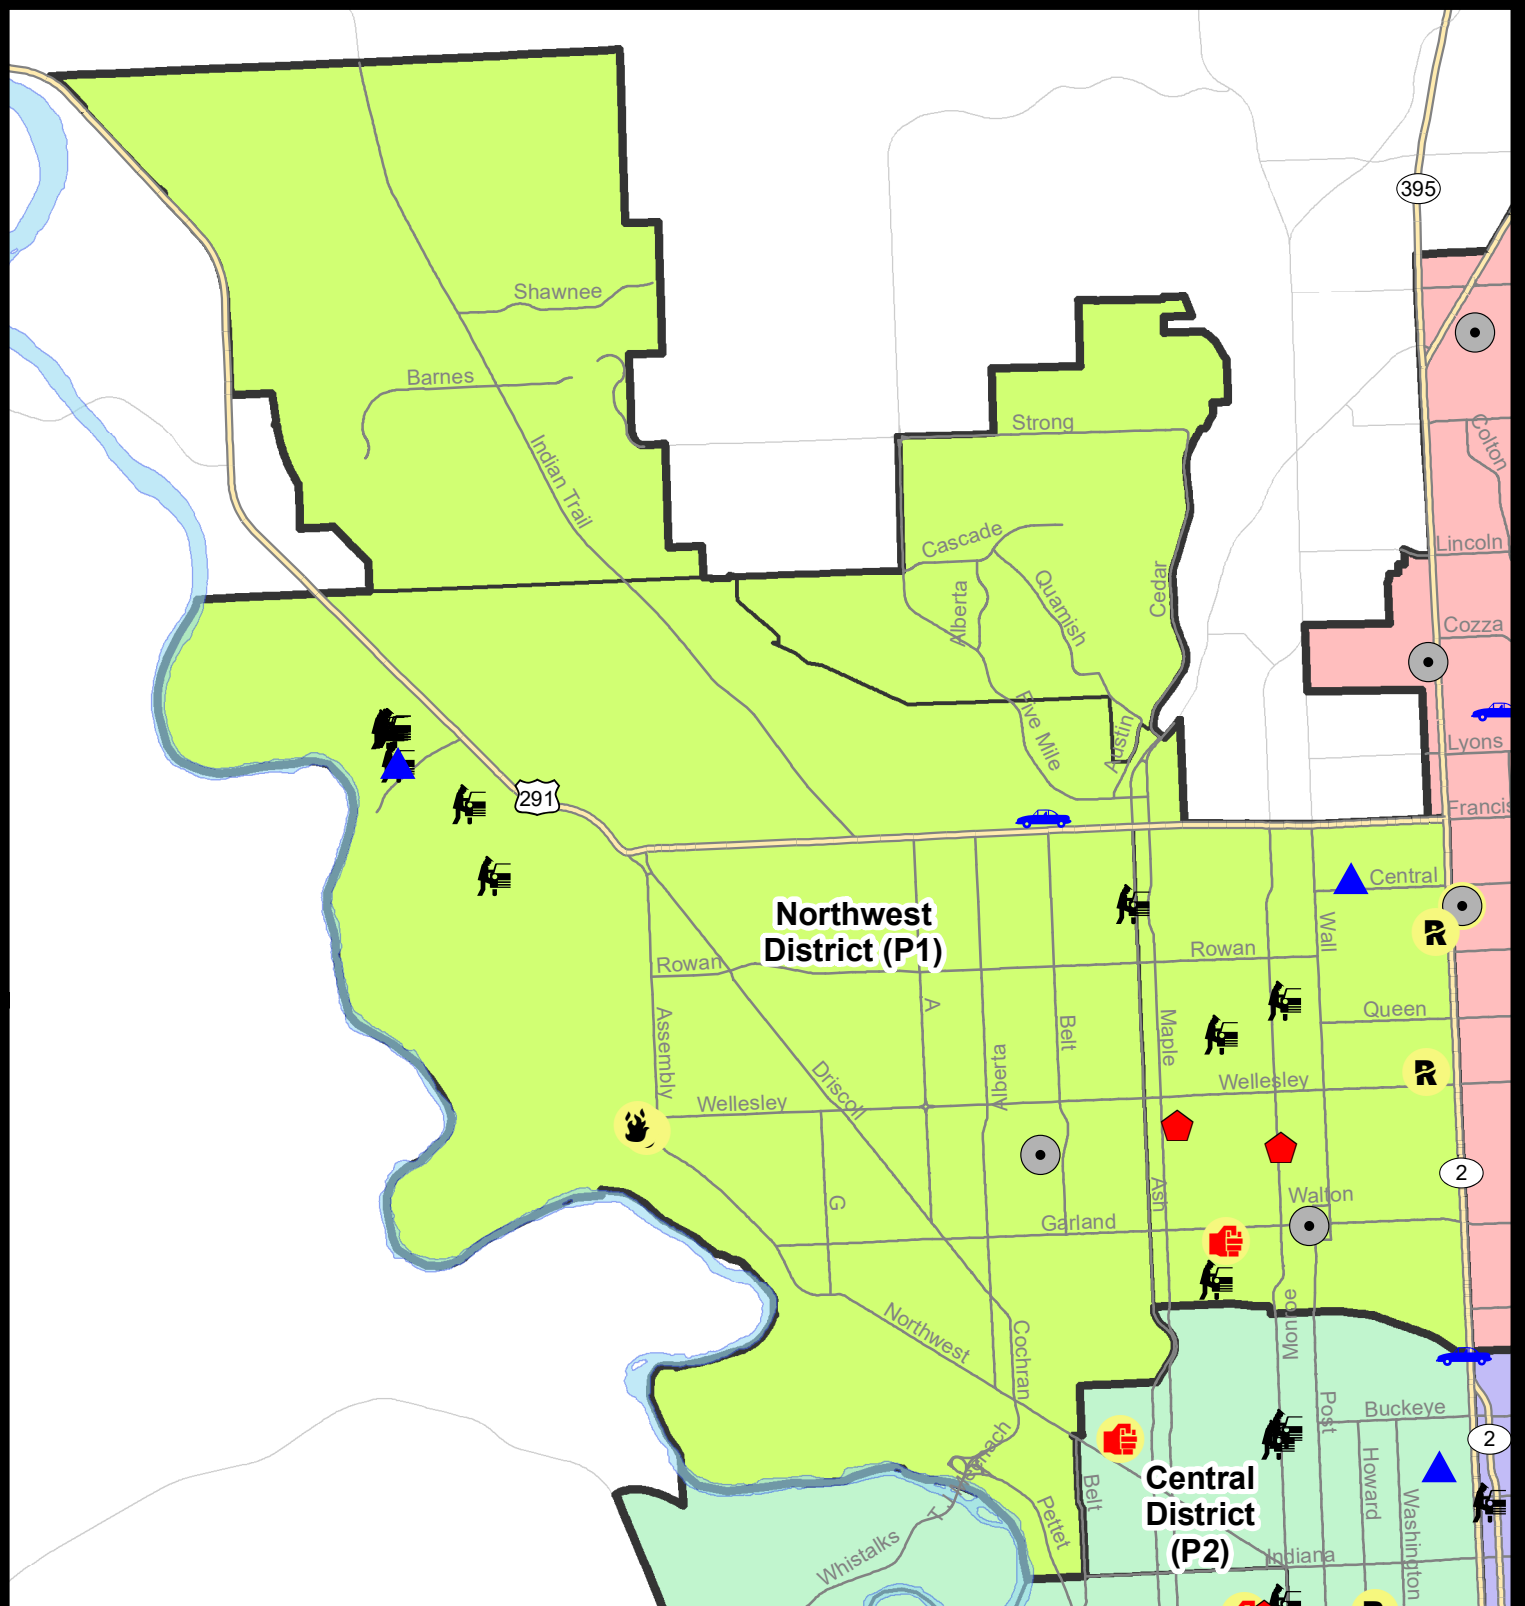 395
Shawnee
Barnes
Strong
Colton
Indian Trail
Cascade
Lincoln
Alberta
Quamish
Cedar
Cozza
Five Mile
Austin
Lyons
291
Francis
Central
Northwest
District (P1)
Wall
Rowan
Rowan
A
Queen
Assembly
Belt
Maple
Alberta
Driscoll
Wellesley
Wellesley
2
G
Ash
Walton
Garland
Northwest
Cochran
Monroe
Post
Buckeye
2
Belt
Central
District
(P2)
Howard
Washington
Pettet
Whistalks
Indiana